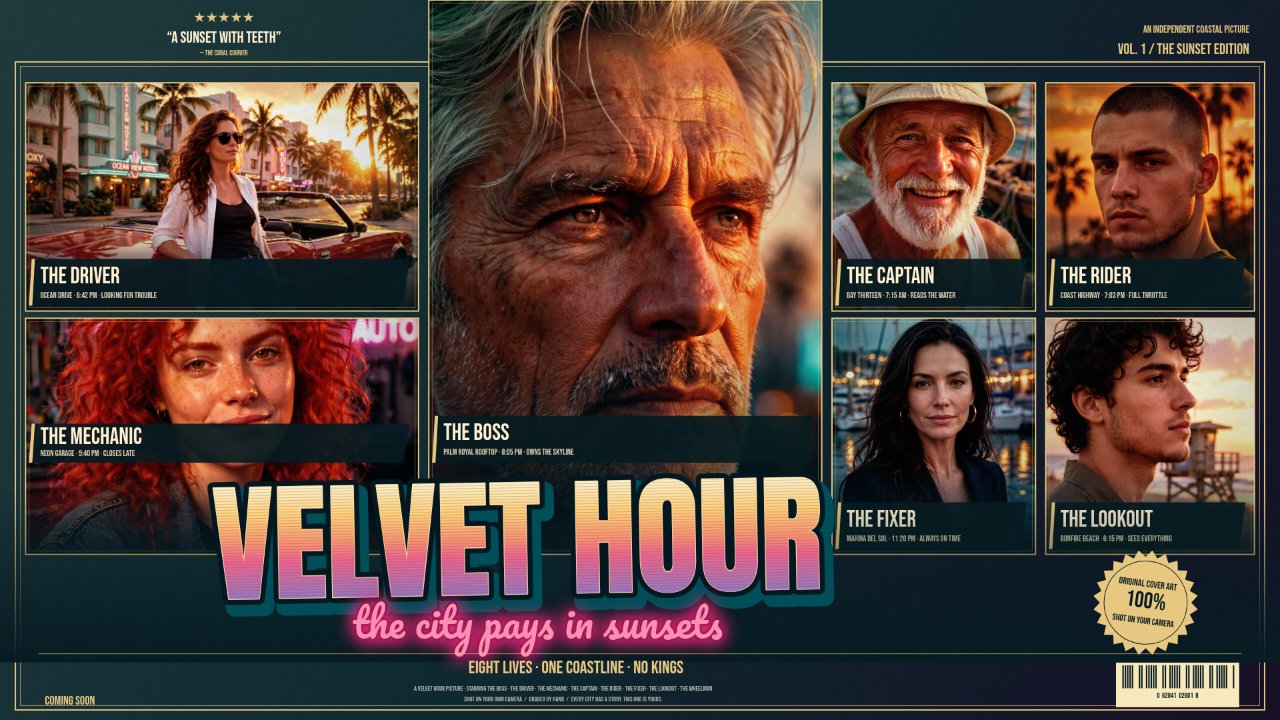 ★★★★★
“A SUNSET WITH TEETH”
— THE CORAL COURIER
AN INDEPENDENT COASTAL PICTURE
VOL. 1 / THE SUNSET EDITION
OCEAN VIEW HOTEL
THE DRIVER
OCEAN DRIVE · 6:42 PM · LOOKING FOR TROUBLE
THE CAPTAIN
BAY THIRTEEN · 7:15 AM · READS THE WATER
THE RIDER
COAST HIGHWAY · 7:03 PM · FULL THROTTLE
AUTO
THE MECHANIC
NEON GARAGE · 9:40 PM · CLOSES LATE
THE BOSS
PALM ROYAL ROOFTOP · 8:05 PM · OWNS THE SKYLINE
THE FIXER
MARINA DEL SOL · 11:20 PM · ALWAYS ON TIME
THE LOOKOUT
BONFIRE BEACH · 8:15 PM · SEES EVERYTHING
VELVET HOUR
the city pays in sunsets
ORIGINAL COVER ART
100%
SHOT ON YOUR CAMERA
EIGHT LIVES · ONE COASTLINE · NO KINGS
A VELVET HOUR PICTURE · STARRING THE BOSS · THE DRIVER · THE MECHANIC · THE CAPTAIN · THE RIDER · THE FIXER · THE LOOKOUT · THE WHEELMAN
SHOT ON YOUR OWN CAMERA / GRADED BY HAND / EVERY CITY HAS A STORY. THIS ONE IS YOURS.
COMING SOON
0 62841 02601 8